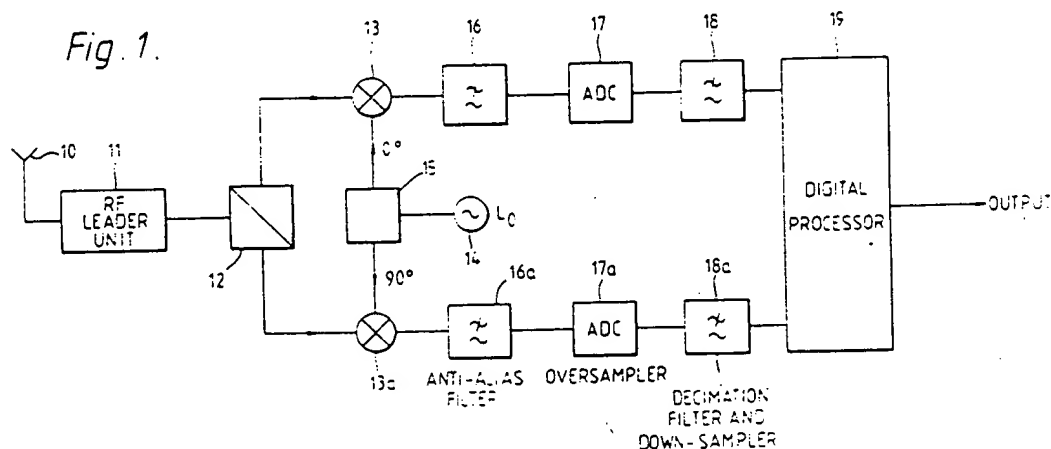 Fig. 1.
10
11
RF
LEADER
UNIT
12
13
0°
15
14
L0
90°
13a
16
17
ADC
18
19
DIGITAL
PROCESSOR
OUTPUT
16a
17a
ADC
18a
ANTI-ALIAS
FILTER
OVERSAMPLER
DECIMATION
FILTER AND
DOWN-SAMPLER